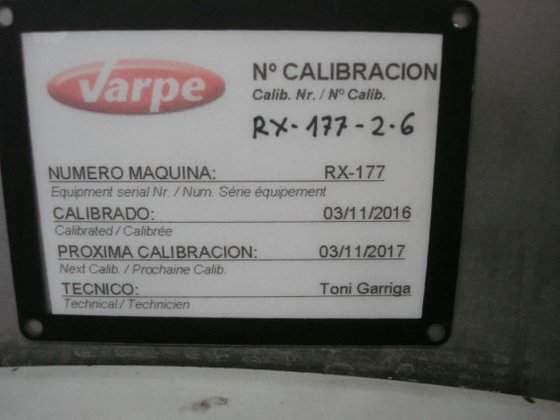 Varpe
Nº CALIBRACION
Calib. Nr. / Nº Calib.
RX-177-2-6
NUMERO MAQUINA: RX-177
Equipment serial Nr. / Num. Série équipement
CALIBRADO: 03/11/2016
Calibrated / Calibrée
PROXIMA CALIBRACION: 03/11/2017
Next Calib. / Prochaine Calib.
TECNICO: Toni Garriga
Technical./ Technicien